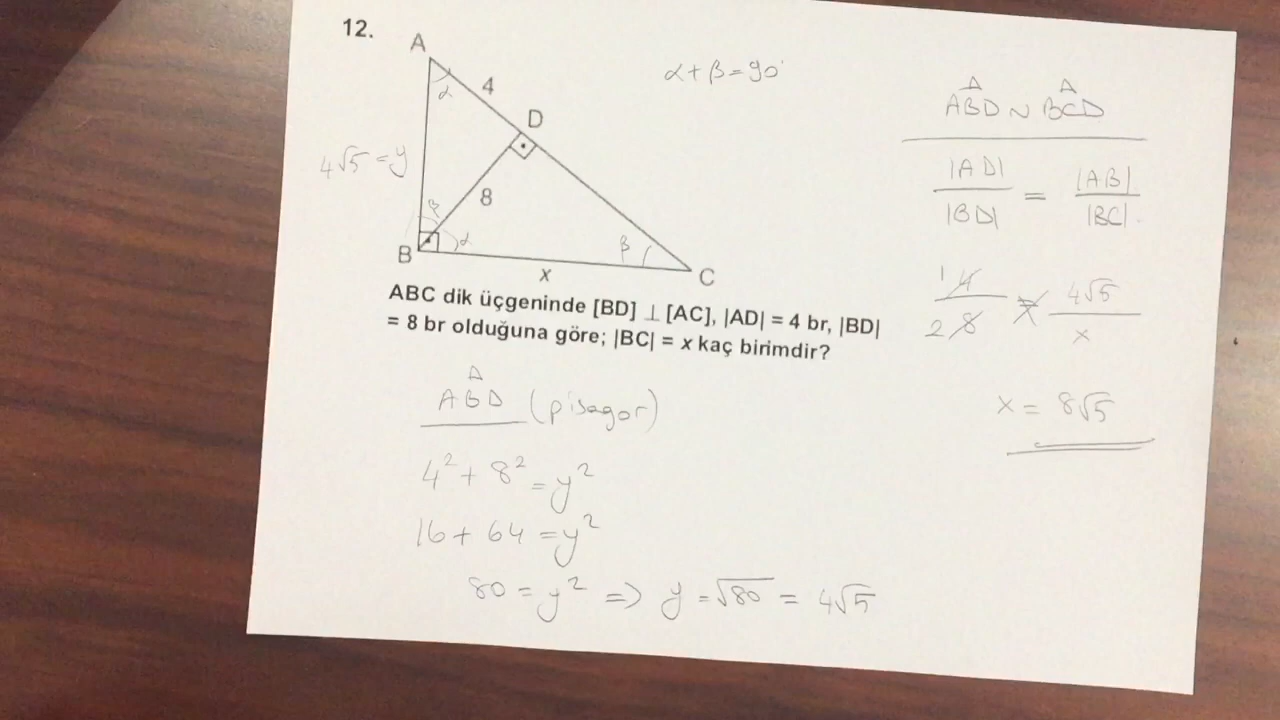 12.
A
4
α
D
α + β = 90°
4√5 = y
8
β
B
α
β
x
C
ABC dik üçgeninde [BD] ⊥ [AC], |AD| = 4 br, |BD|
= 8 br olduğuna göre; |BC| = x kaç birimdir?
ABD (pisagor)
4² + 8² = y²
16 + 64 = y²
80 = y² => y = √80 = 4√5
ABD ~ BCD
|AD| / |BD| = |AB| / |BC|
1 4 / 2 8 = 4√5 / x
x = 8√5